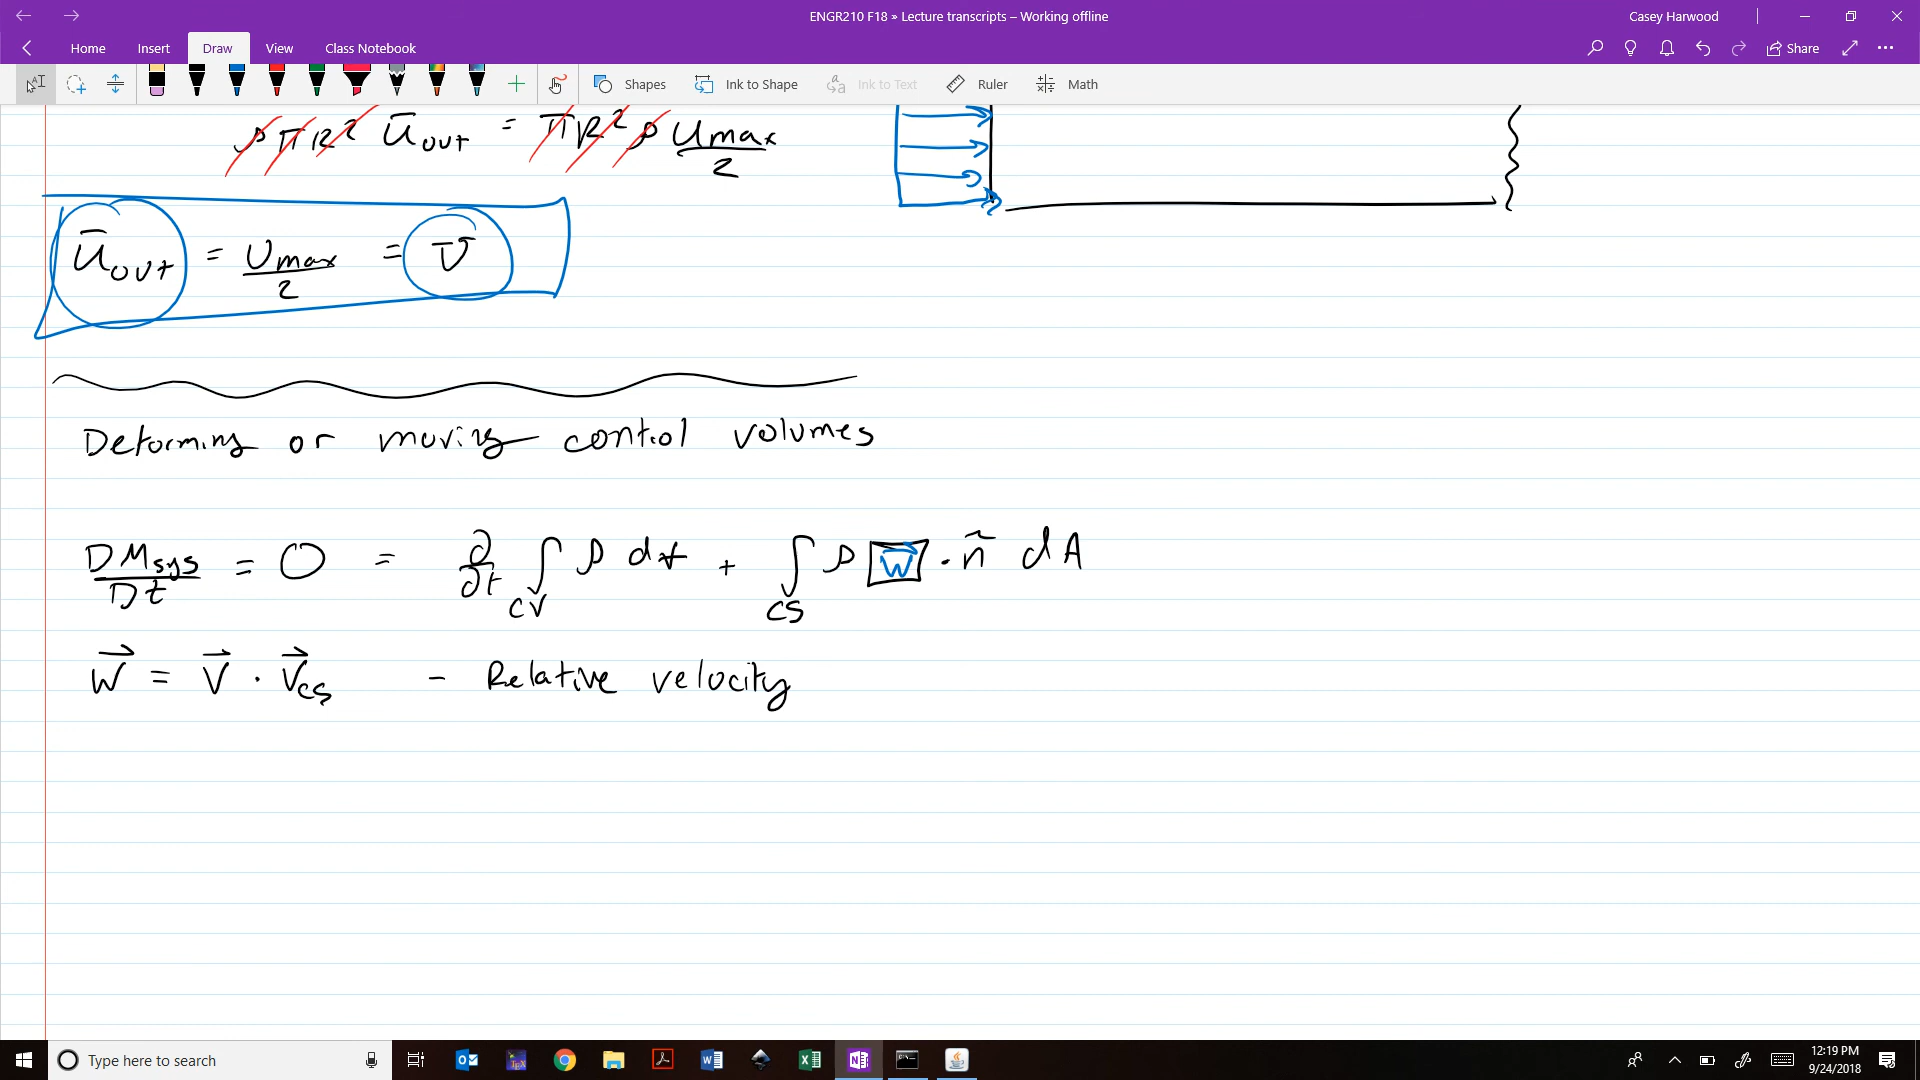 ENGR210 F18 » Lecture transcripts – Working offline
Casey Harwood
Home Insert Draw View Class Notebook
Share
Shapes Ink to Shape Ink to Text Ruler Math
ρπR² ū_out = πR²ρ U_max/2
ū_out = U_max/2 = V̄
Deforming or moving control volumes
DM_sys/Dt = 0 = ∂/∂t ∫_CV ρ dV + ∫_CS ρ W⃗ · n̂ dA
W⃗ = V⃗ · V⃗_CS - Relative velocity
Type here to search
12:19 PM
9/24/2018